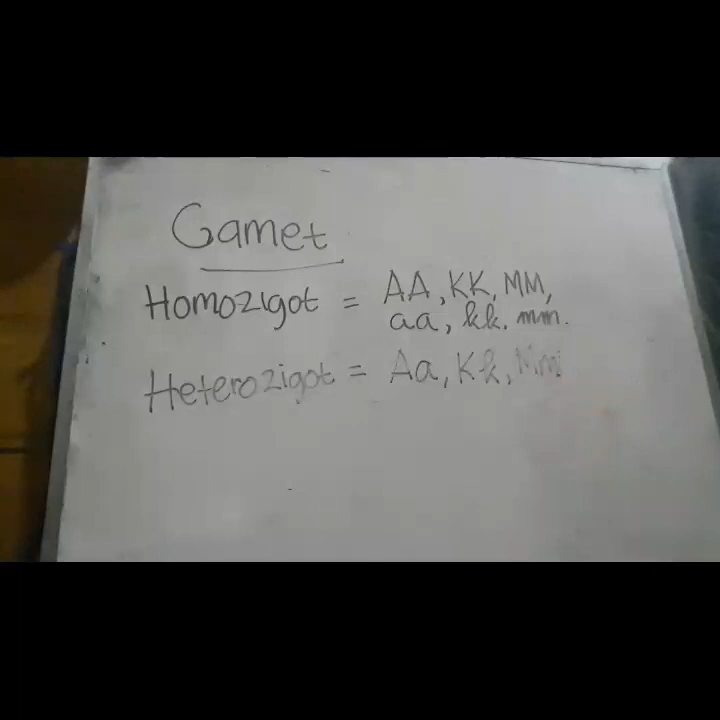 Gamet
Homozigot = AA, KK, MM,
aa, kk. mm.
Heterozigot = Aa, Kk, Mm